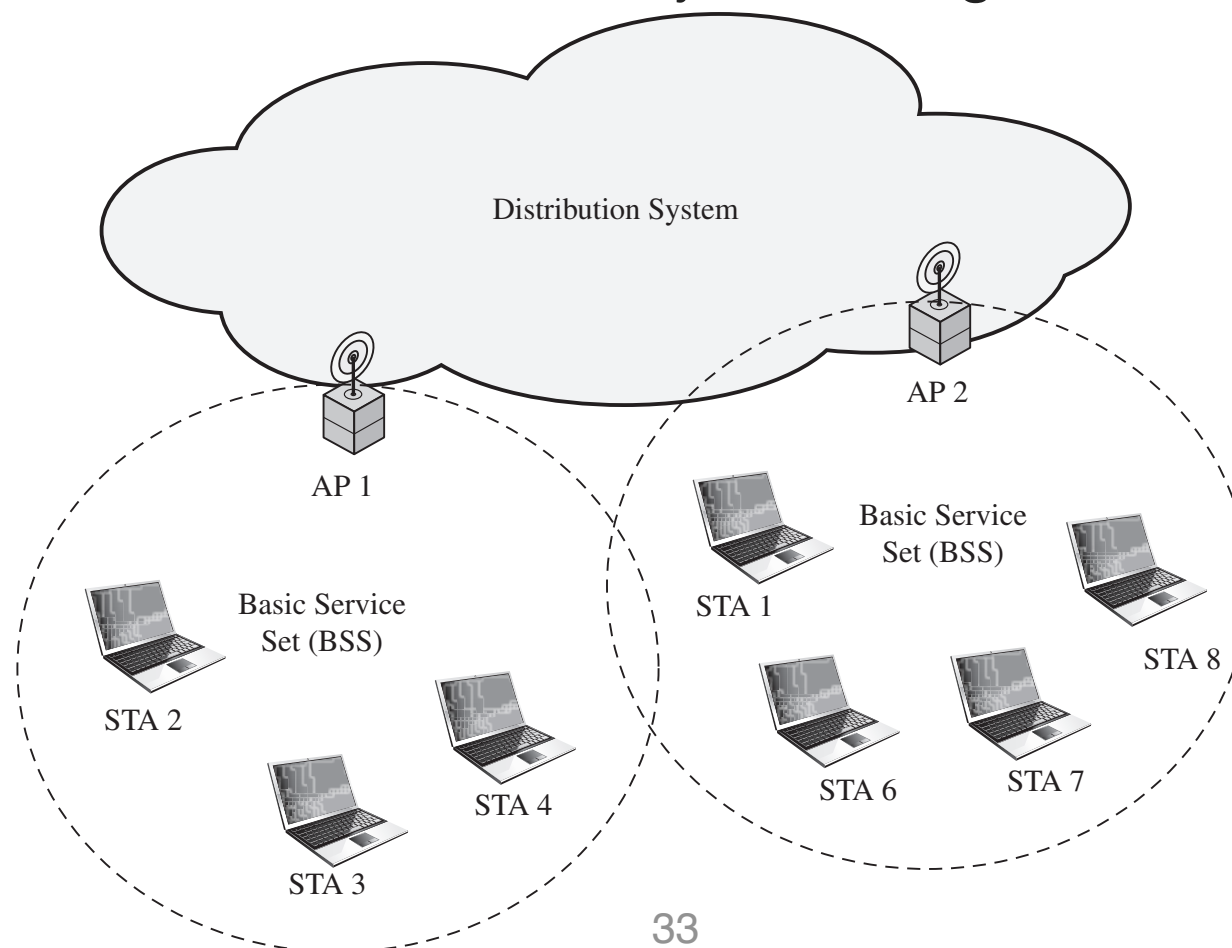 Distribution System
AP 2
AP 1
Basic Service
Set (BSS)
STA 1
STA 8
Basic Service
Set (BSS)
STA 2
STA 6
STA 7
STA 4
STA 3
33